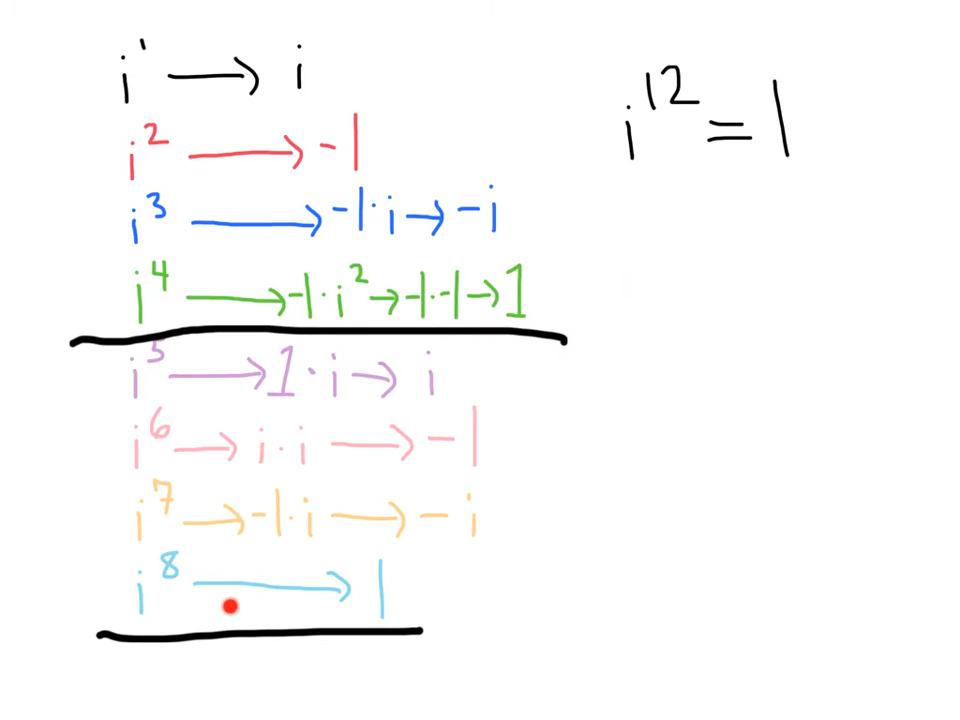 i¹ → i
i² → -1
i³ → -1·i → -i
i⁴ → -1·i² → -1·-1 → 1
i⁵ → 1·i → i
i⁶ → i·i → -1
i⁷ → -1·i → -i
i⁸ → 1
i¹² = 1